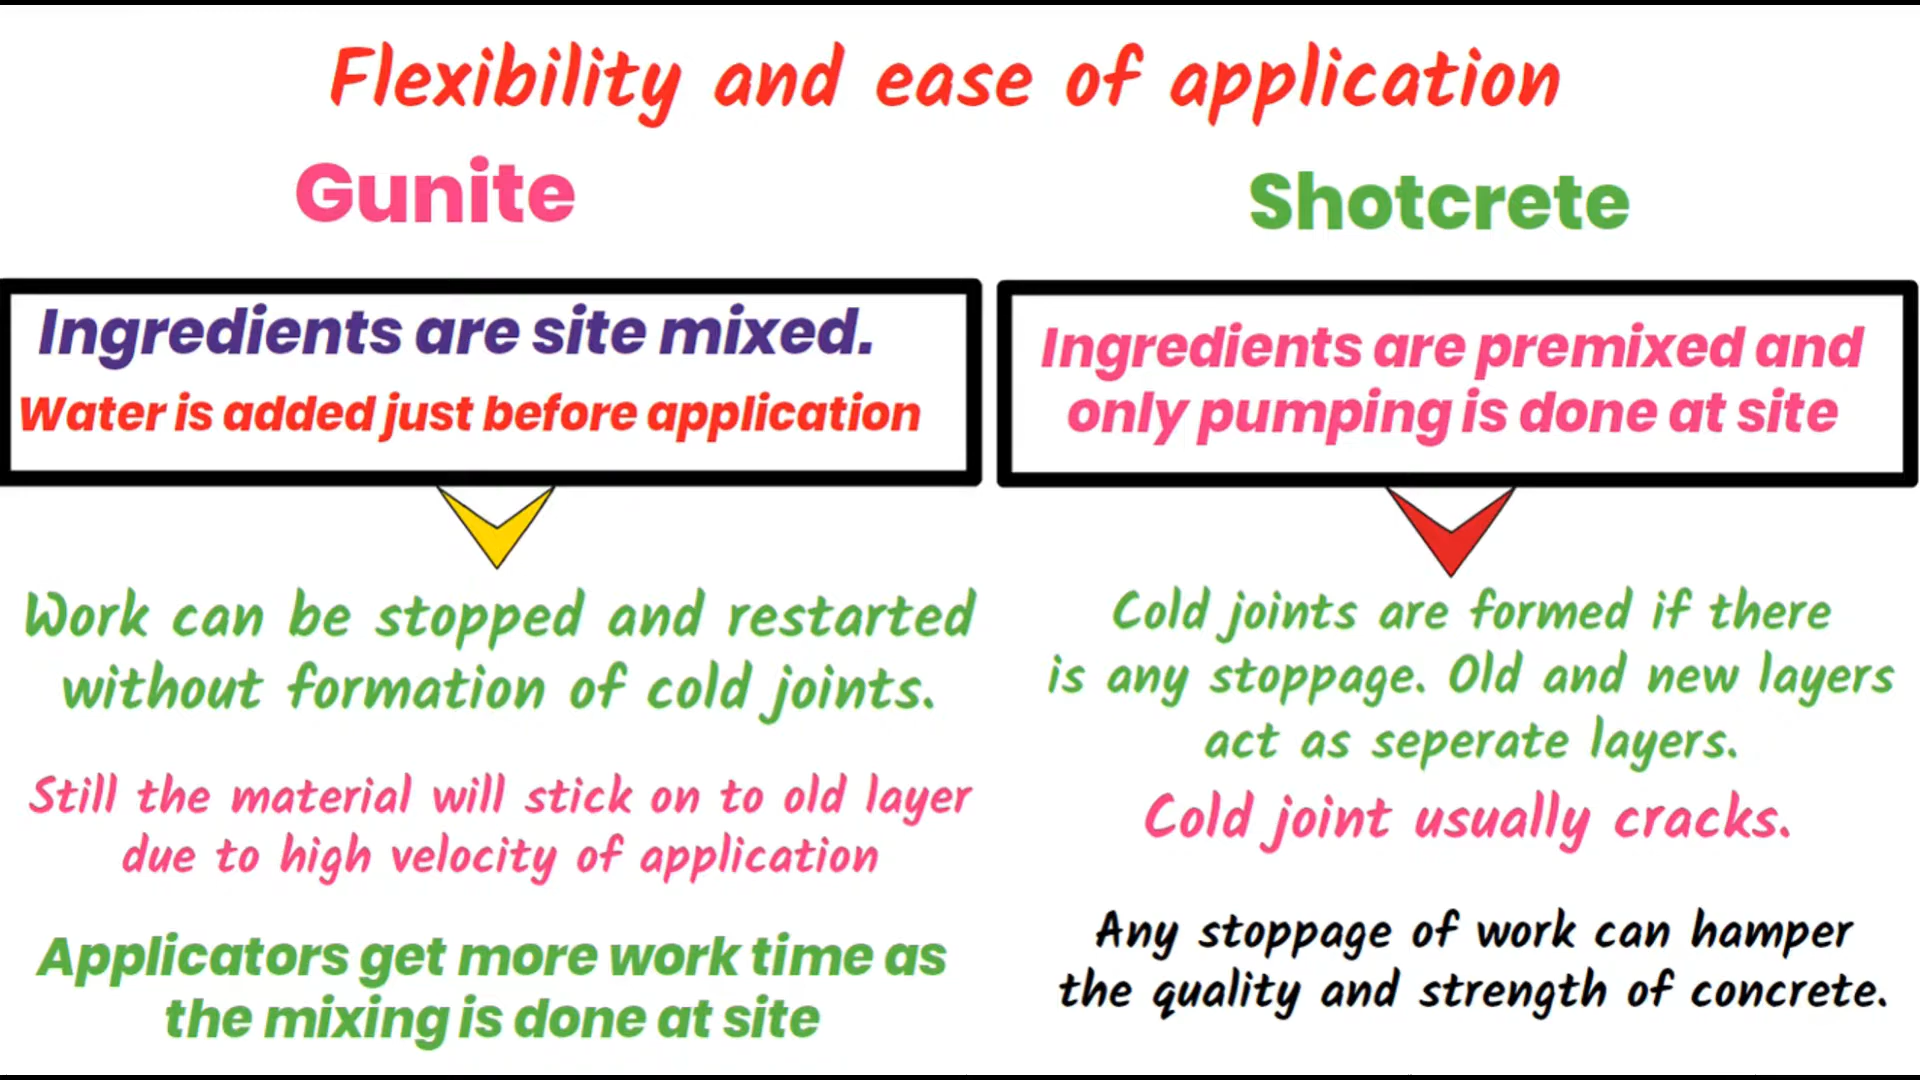 Flexibility and ease of application
Gunite
Ingredients are site mixed.
Water is added just before application
Work can be stopped and restarted
without formation of cold joints.
Still the material will stick on to old layer
due to high velocity of application
Applicators get more work time as
the mixing is done at site
Shotcrete
Ingredients are premixed and
only pumping is done at site
Cold joints are formed if there
is any stoppage. Old and new layers
act as seperate layers.
Cold joint usually cracks.
Any stoppage of work can hamper
the quality and strength of concrete.